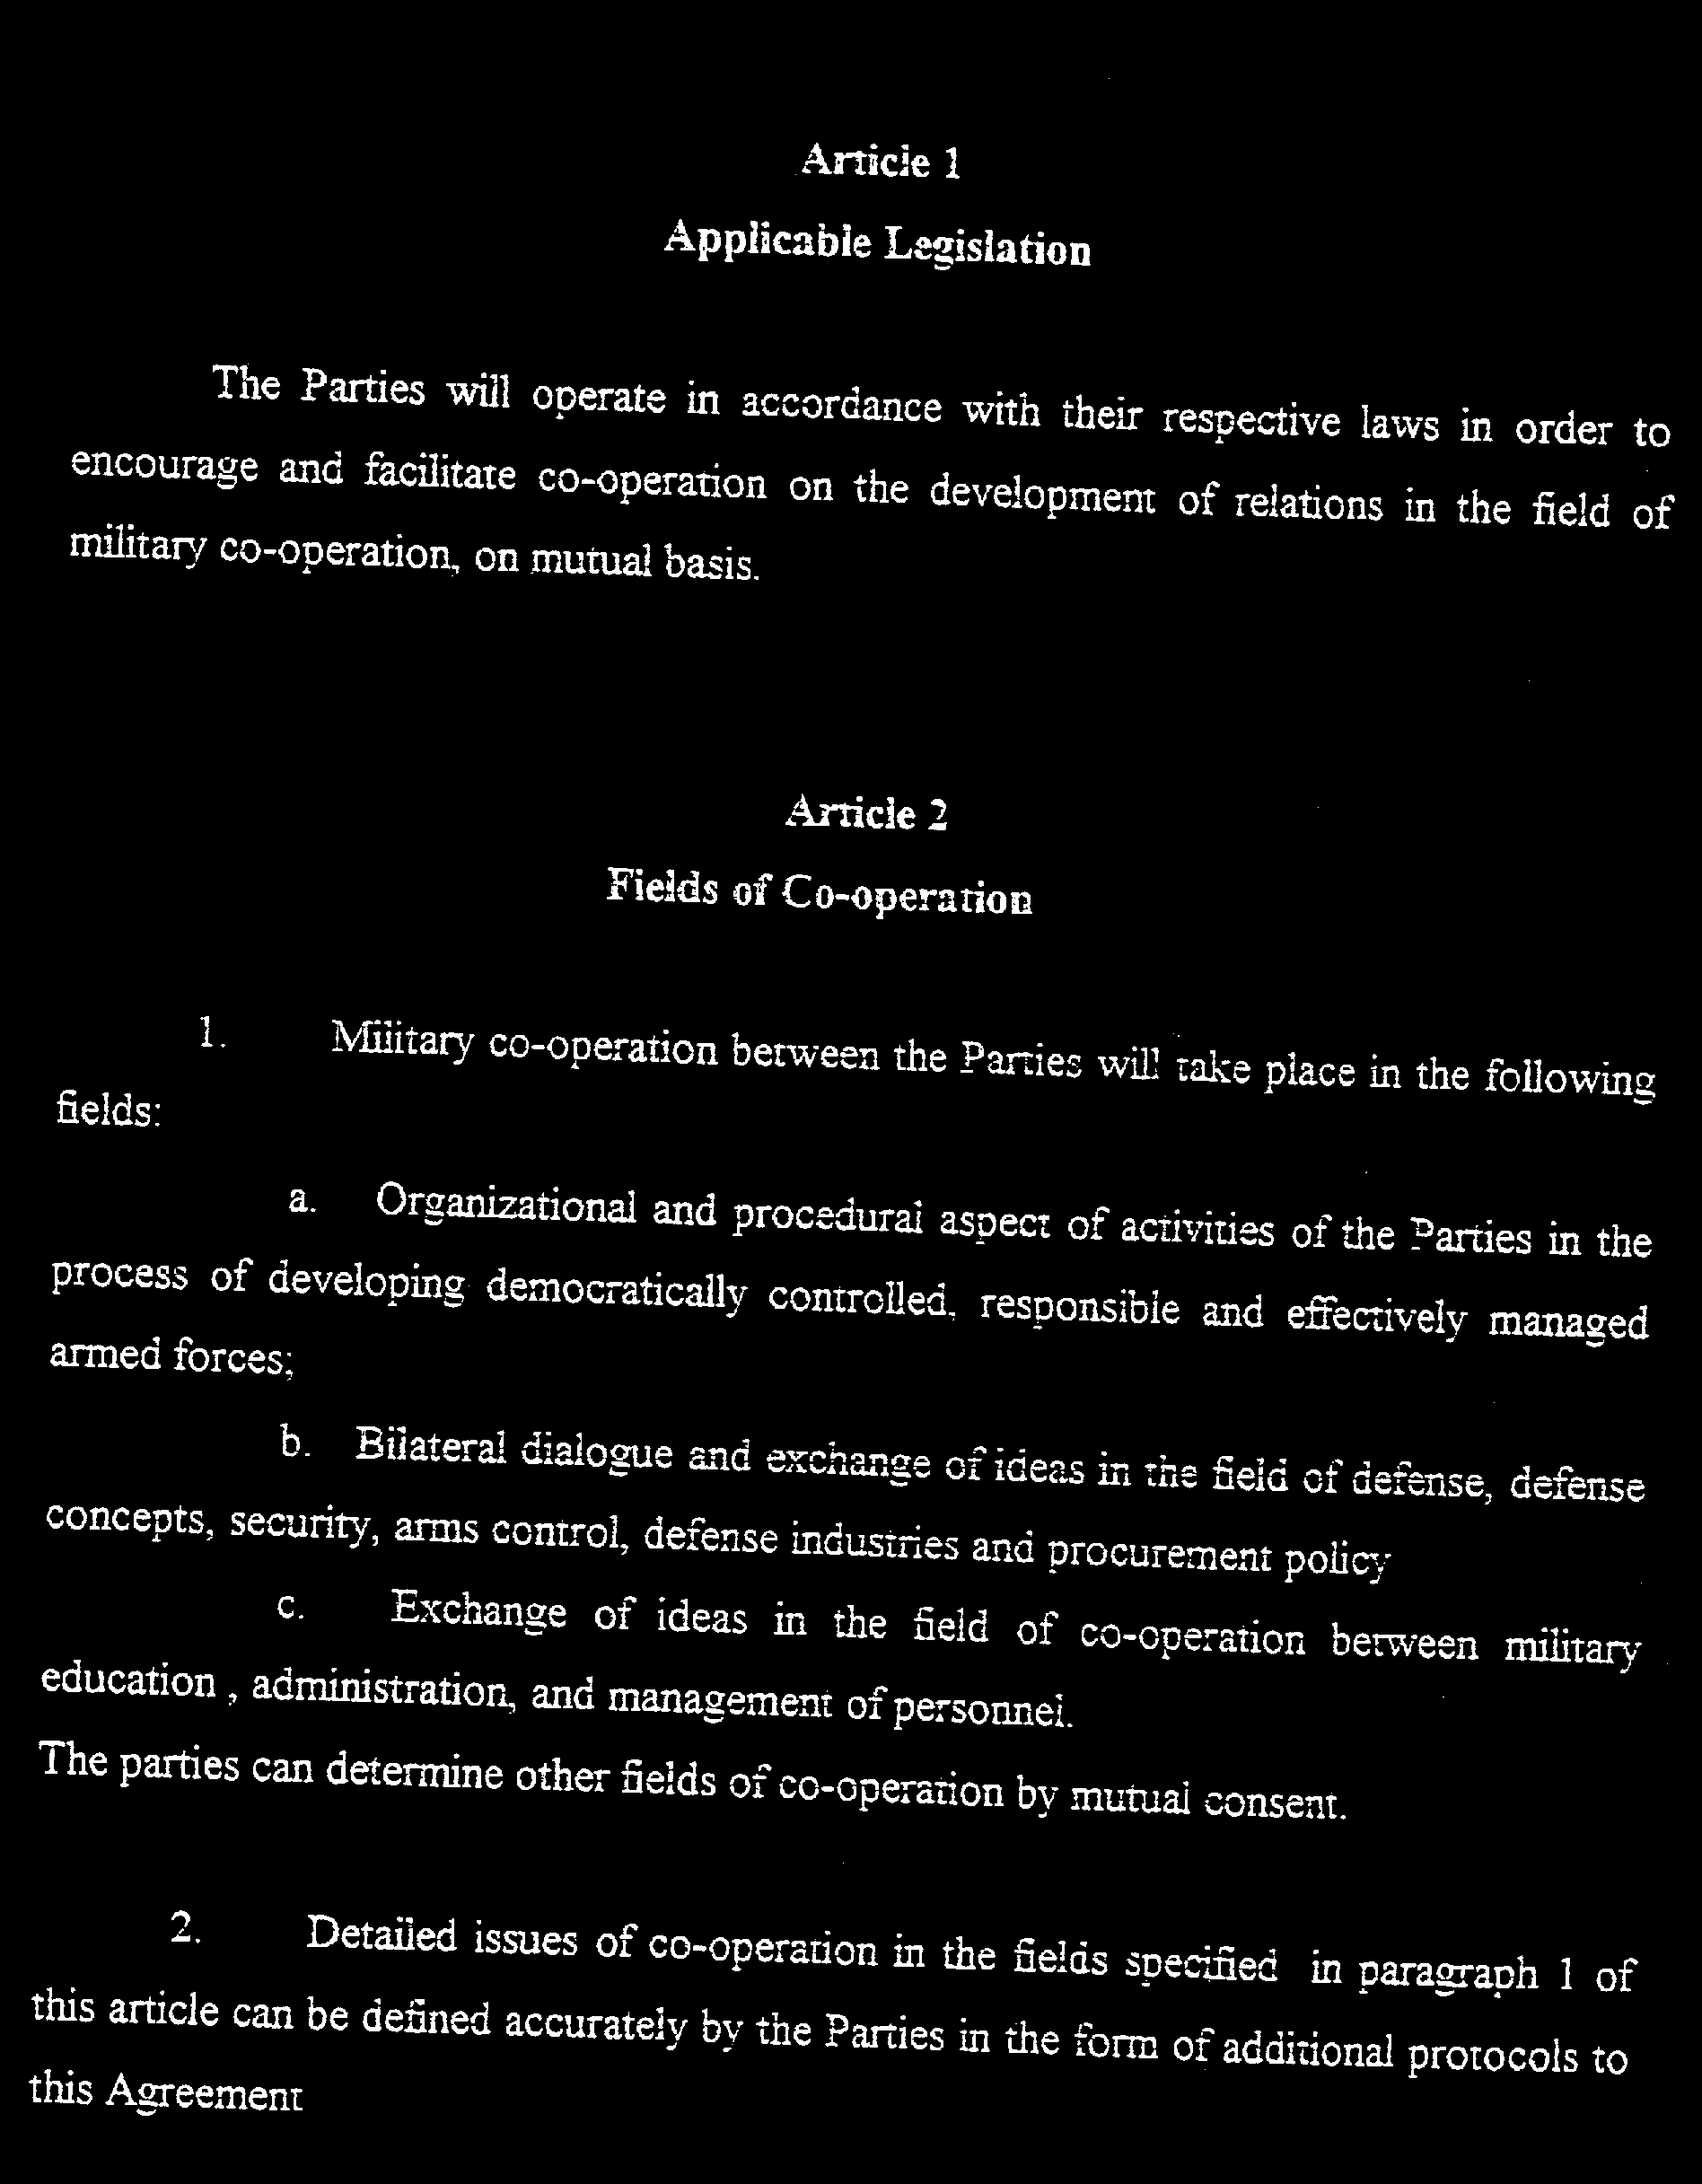 Article 1
Applicable Legislation
The Parties will operate in accordance with their respective laws in order to
encourage and facilitate co-operation on the development of relations in the field of
military co-operation, on mutual basis.
Article 2
Fields of Co-operation
1. Military co-operation between the Parties will take place in the following
fields:
a. Organizational and procedural aspect of activities of the Parties in the
process of developing democratically controlled, responsible and effectively managed
armed forces;
b. Bilateral dialogue and exchange of ideas in the field of defense, defense
concepts, security, arms control, defense industries and procurement policy
c. Exchange of ideas in the field of co-operation between military
education , administration, and management of personnel.
The parties can determine other fields of co-operation by mutual consent.
2. Detailed issues of co-operation in the fields specified in paragraph 1 of
this article can be defined accurately by the Parties in the form of additional protocols to
this Agreement